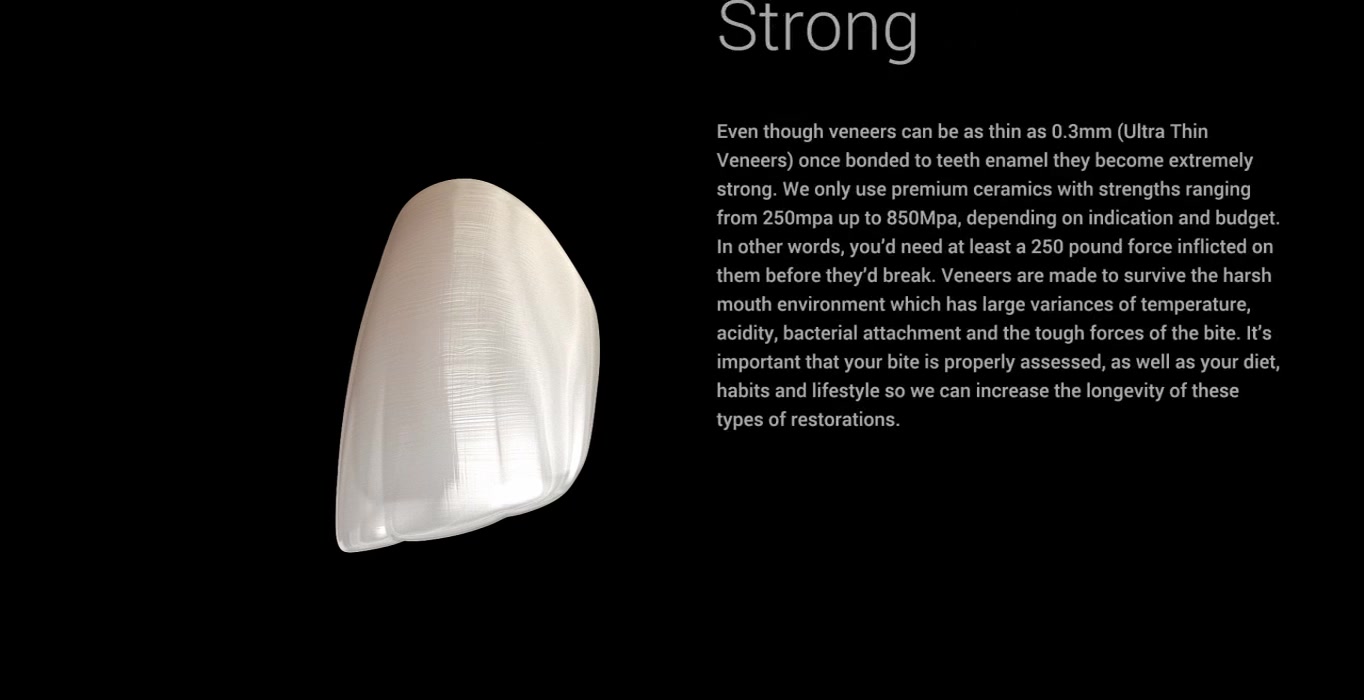 Strong
Even though veneers can be as thin as 0.3mm (Ultra Thin
Veneers) once bonded to teeth enamel they become extremely
strong. We only use premium ceramics with strengths ranging
from 250mpa up to 850Mpa, depending on indication and budget.
In other words, you’d need at least a 250 pound force inflicted on
them before they’d break. Veneers are made to survive the harsh
mouth environment which has large variances of temperature,
acidity, bacterial attachment and the tough forces of the bite. It’s
important that your bite is properly assessed, as well as your diet,
habits and lifestyle so we can increase the longevity of these
types of restorations.